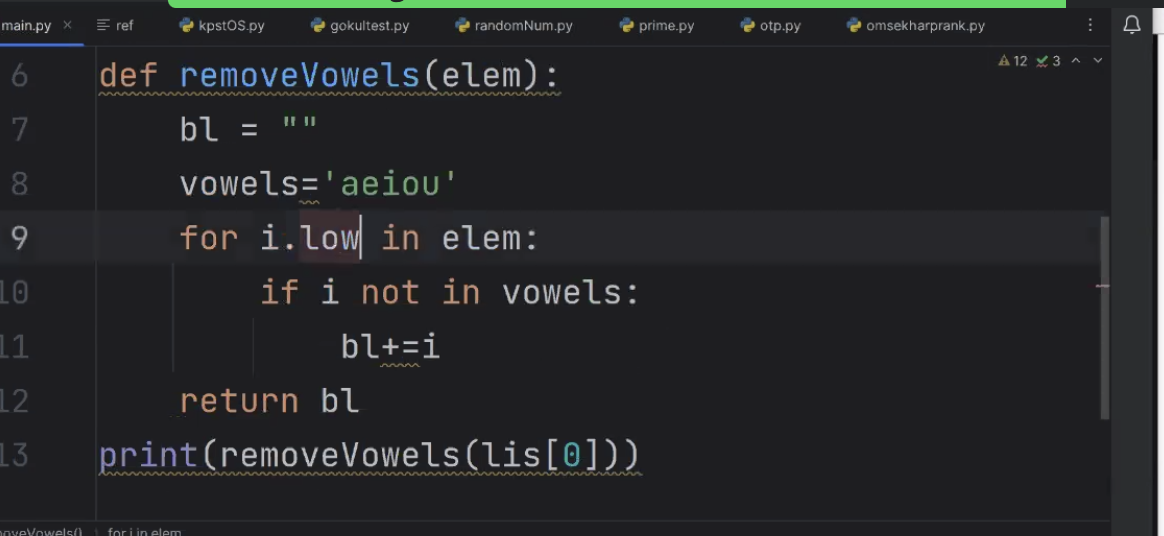 main.py ref kpstOS.py gokultest.py randomNum.py prime.py otp.py omsekharprank.py
12 3
6 def removeVowels(elem):
7 bl = ""
8 vowels='aeiou'
9 for i.low in elem:
10 if i not in vowels:
11 bl+=i
12 return bl
13 print(removeVowels(lis[0]))
for i in elem